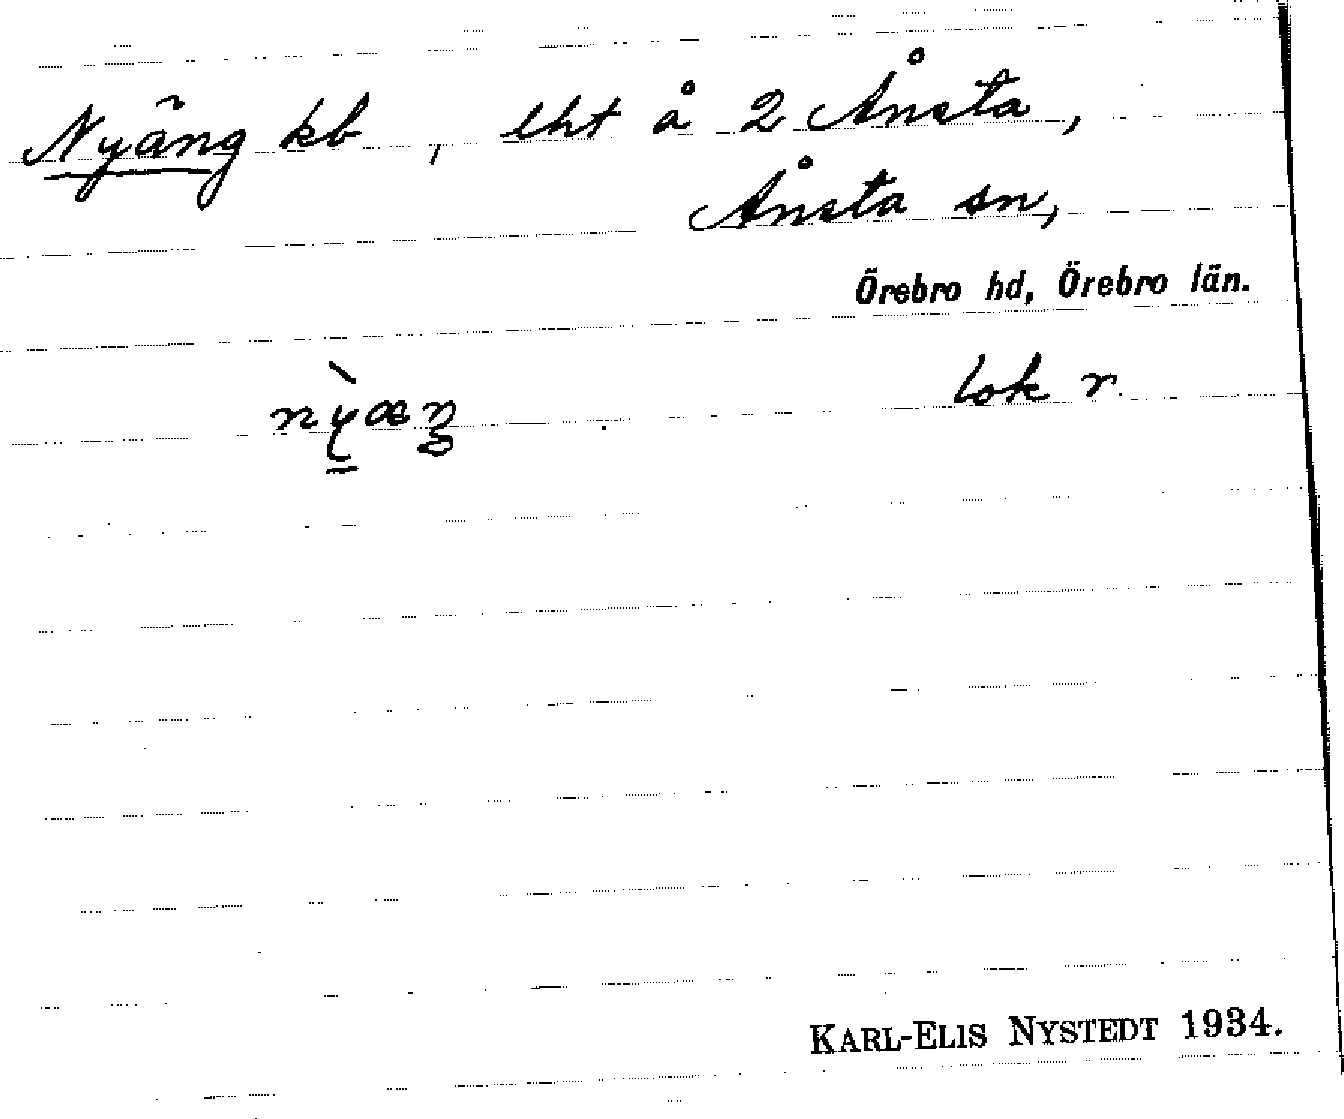 Nyäng kb, lht å 2 Ånsta,
Ånsta sn,
Örebro hd, Örebro län.
lok r.
KARL-ELIS NYSTEDT 1934.